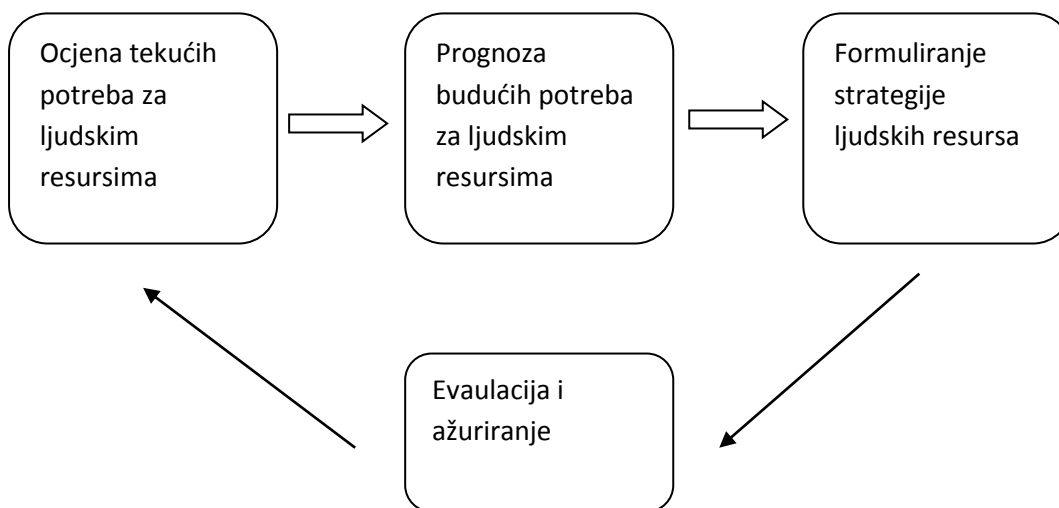 Ocjena tekućih
potreba za
ljudskim
resursima
Prognoza
budućih potreba
za ljudskim
resursima
Formuliranje
strategije
ljudskih resursa
Evaulacija i
ažuriranje